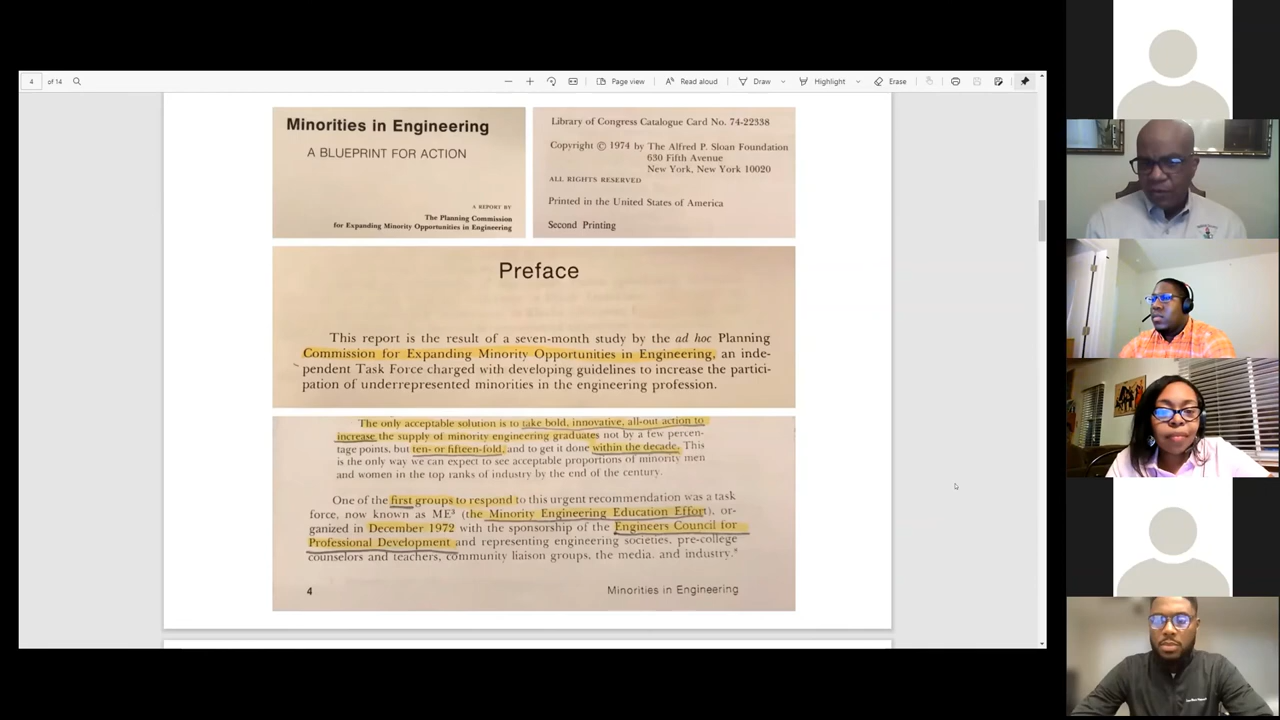 4 of 14 Page view Read aloud Draw Highlight Erase
Minorities in Engineering
A BLUEPRINT FOR ACTION
A REPORT BY
The Planning Commission
for Expanding Minority Opportunities in Engineering
Library of Congress Catalogue Card No. 74-22338
Copyright © 1974 by The Alfred P. Sloan Foundation
630 Fifth Avenue
New York, New York 10020
ALL RIGHTS RESERVED
Printed in the United States of America
Second Printing
Preface
This report is the result of a seven-month study by the ad hoc Planning
Commission for Expanding Minority Opportunities in Engineering, an inde-
pendent Task Force charged with developing guidelines to increase the partici-
pation of underrepresented minorities in the engineering profession.
The only acceptable solution is to take bold, innovative, all-out action to
increase the supply of minority engineering graduates not by a few percen-
tage points, but ten- or fifteen-fold, and to get it done within the decade. This
is the only way we can expect to see acceptable proportions of minority men
and women in the top ranks of industry by the end of the century.
One of the first groups to respond to this urgent recommendation was a task
force, now known as ME³ (the Minority Engineering Education Effort), or-
ganized in December 1972 with the sponsorship of the Engineers Council for
Professional Development and representing engineering societies, pre-college
counselors and teachers, community liaison groups, the media, and industry.*
4 Minorities in Engineering